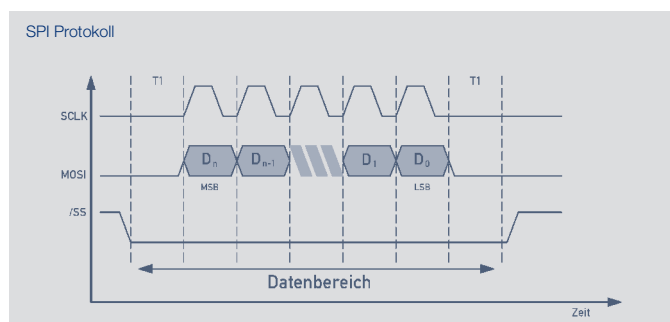 SPI Protokoll
T1 T1
SCLK
Dn Dn-1 D1 D0
MOSI
MSB LSB
/SS
Datenbereich
Zeit